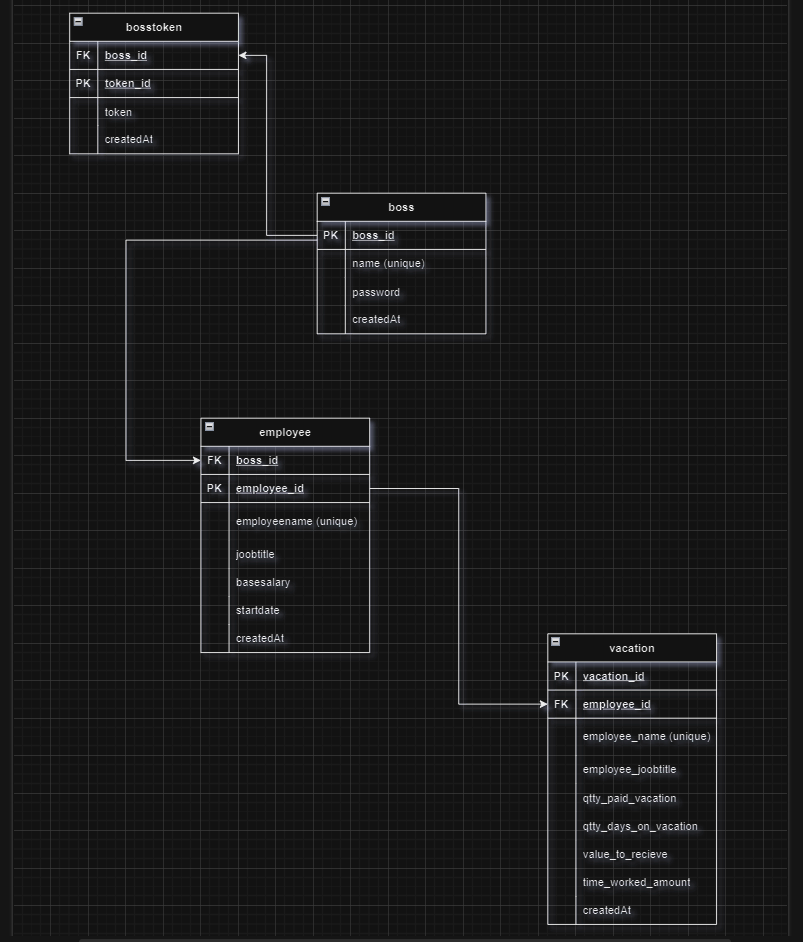 bosstoken
FK boss_id
PK token_id
token
createdAt
boss
PK boss_id
name (unique)
password
createdAt
employee
FK boss_id
PK employee_id
employeename (unique)
joobtitle
basesalary
startdate
createdAt
vacation
PK vacation_id
FK employee_id
employee_name (unique)
employee_joobtitle
qtty_paid_vacation
qtty_days_on_vacation
value_to_recieve
time_worked_amount
createdAt